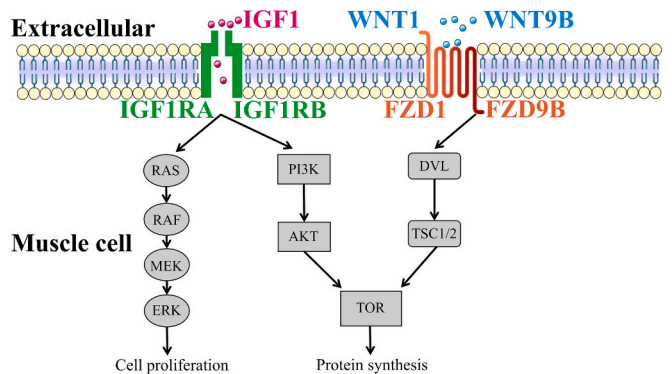 IGF1
WNT1
WNT9B
Extracellular
IGF1RA
IGF1RB
FZD1
FZD9B
RAS
PI3K
DVL
RAF
AKT
TSC1/2
Muscle cell
MEK
ERK
TOR
Cell proliferation
Protein synthesis